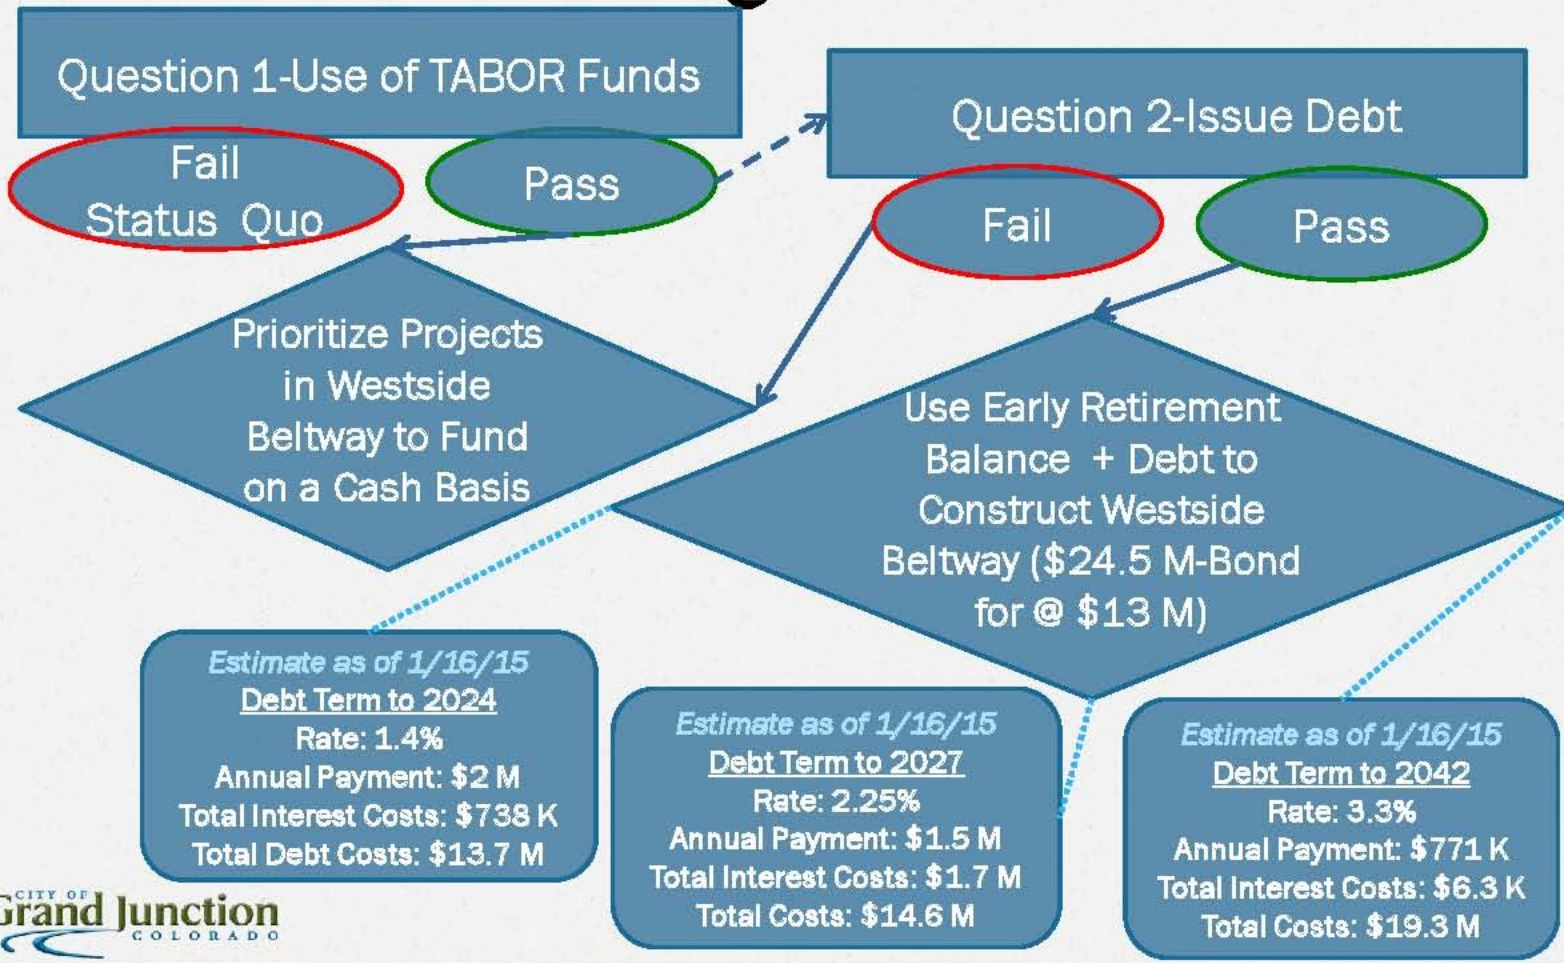 Question 1-Use of TABOR Funds
Fail
Status Quo
Pass
Question 2-Issue Debt
Fail
Pass
Prioritize Projects
in Westside
Beltway to Fund
on a Cash Basis
Use Early Retirement
Balance + Debt to
Construct Westside
Beltway ($24.5 M-Bond
for @ $13 M)
Estimate as of 1/16/15
Debt Term to 2024
Rate: 1.4%
Annual Payment: $2 M
Total Interest Costs: $738 K
Total Debt Costs: $13.7 M
Estimate as of 1/16/15
Debt Term to 2027
Rate: 2.25%
Annual Payment: $1.5 M
Total Interest Costs: $1.7 M
Total Costs: $14.6 M
Estimate as of 1/16/15
Debt Term to 2042
Rate: 3.3%
Annual Payment: $771 K
Total Interest Costs: $6.3 K
Total Costs: $19.3 M
CITY OF
Grand Junction
COLORADO